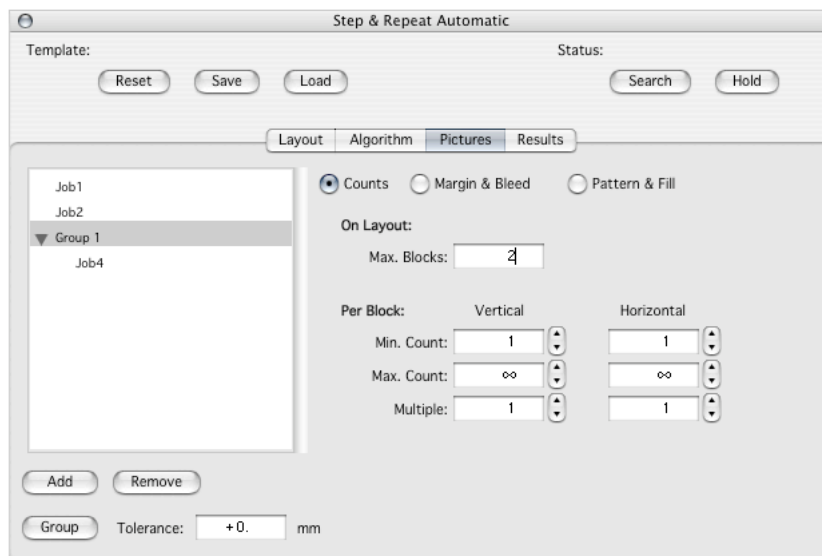 Step & Repeat Automatic
Template: Status:
Reset Save Load Search Hold
Layout Algorithm Pictures Results
Job1
Job2
Group 1
Job4
Counts Margin & Bleed Pattern & Fill
On Layout:
Max. Blocks: 2
Per Block: Vertical Horizontal
Min. Count: 1 1
Max. Count: ∞ ∞
Multiple: 1 1
Add Remove
Group Tolerance: +0. mm